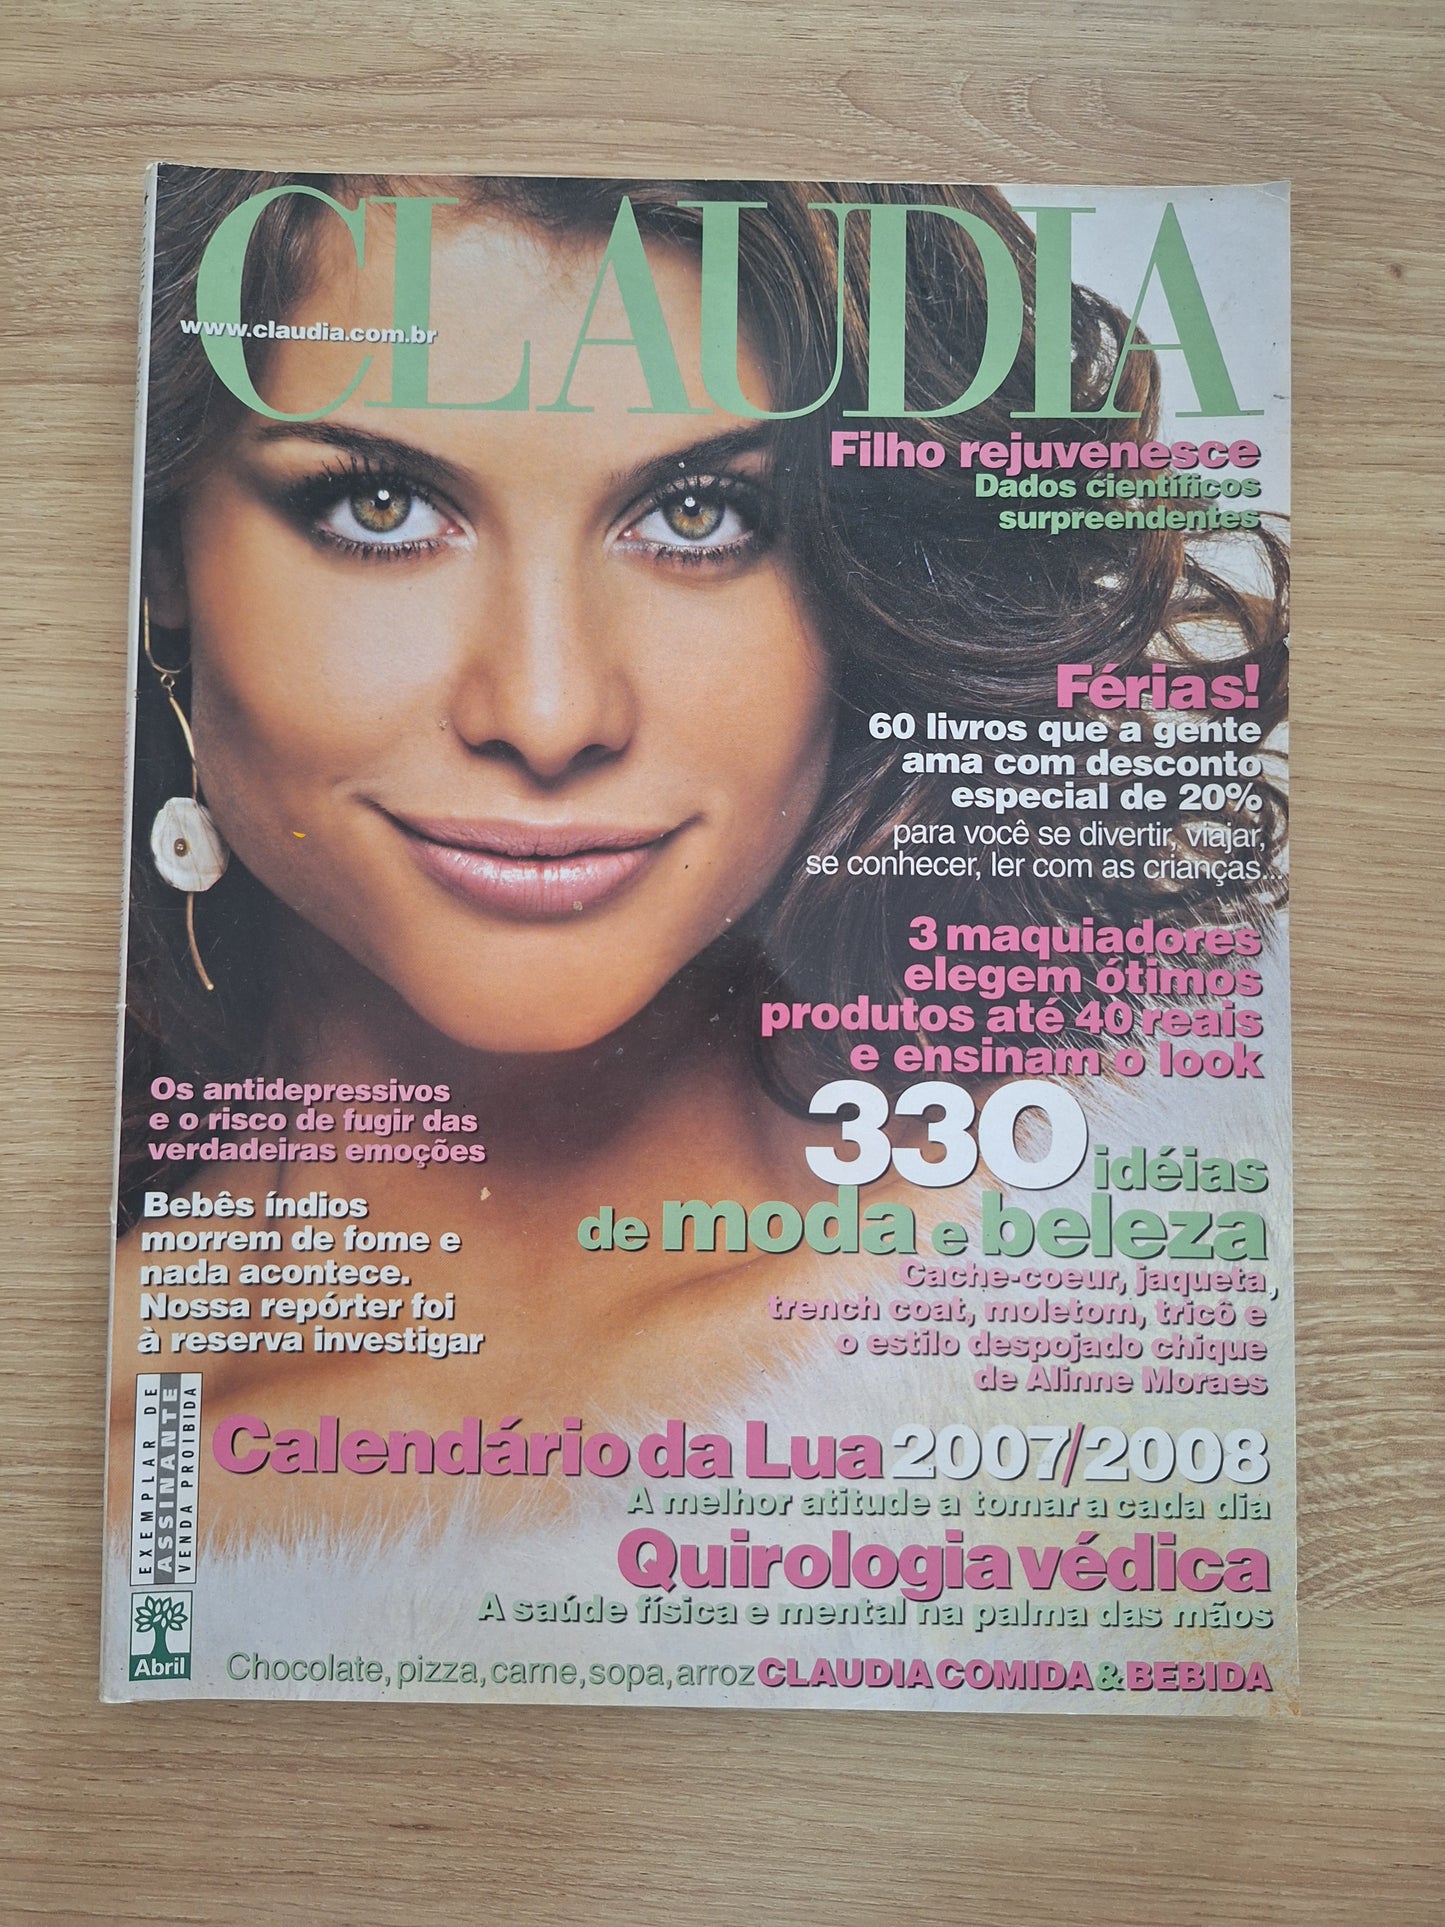 CLAUDIA
www.claudia.com.br
Filho rejuvenesce
Dados científicos
surpreendentes
Férias!
60 livros que a gente
ama com desconto
especial de 20%
para você se divertir, viajar,
se conhecer, ler com as crianças...
3 maquiadores
elegem ótimos
produtos até 40 reais
e ensinam o look
330 idéias
de moda e beleza
Cache-coeur, jaqueta,
trench coat, moletom, tricô e
o estilo despojado chique
de Alinne Moraes
Os antidepressivos
e o risco de fugir das
verdadeiras emoções
Bebês índios
morrem de fome e
nada acontece.
Nossa repórter foi
à reserva investigar
EXEMPLAR DE
ASSINANTE
VENDA PROIBIDA
Calendário da Lua 2007/2008
A melhor atitude a tomar a cada dia
Quirologia védica
A saúde física e mental na palma das mãos
Abril
Chocolate, pizza, carne, sopa, arroz CLAUDIA COMIDA & BEBIDA